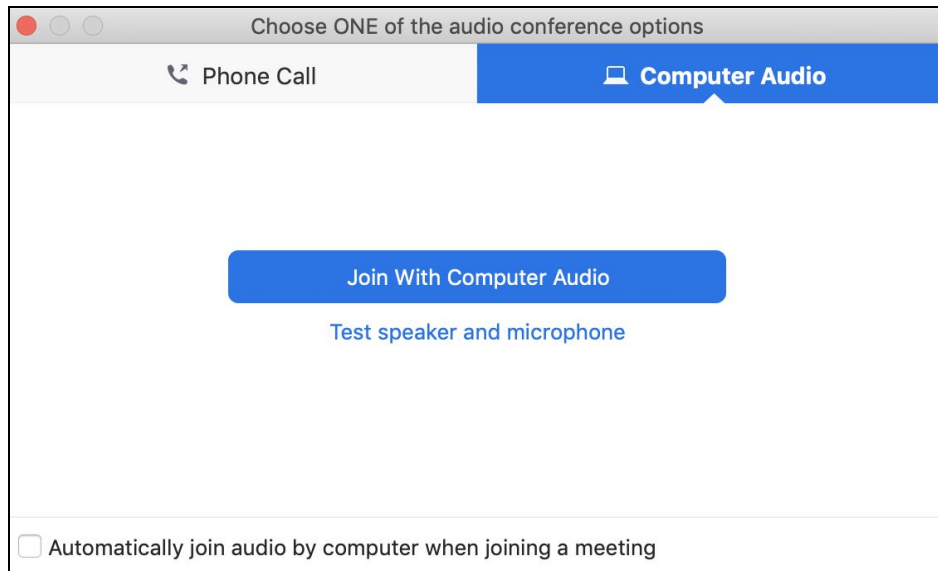 Choose ONE of the audio conference options
Phone Call
Computer Audio
Join With Computer Audio
Test speaker and microphone
Automatically join audio by computer when joining a meeting